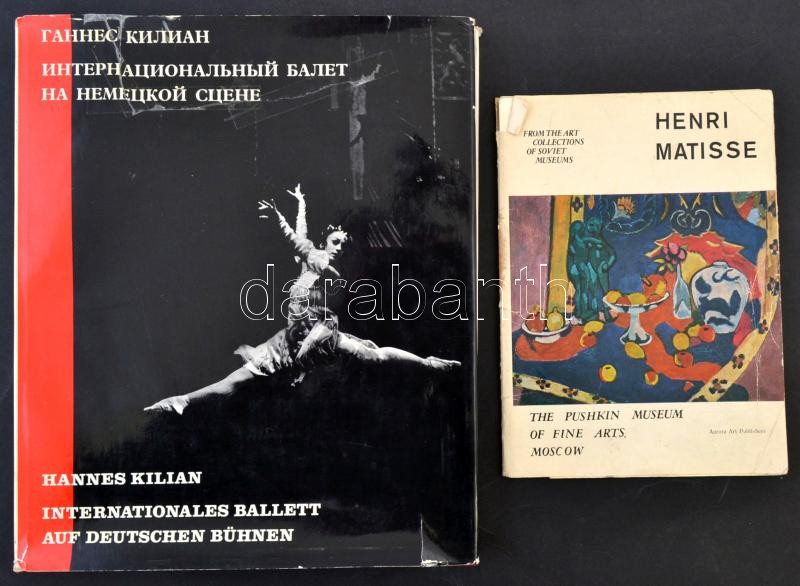 ГАННЕС КИЛИАН
ИНТЕРНАЦИОНАЛЬНЫЙ БАЛЕТ
НА НЕМЕЦКОЙ СЦЕНЕ
HANNES KILIAN
INTERNATIONALES BALLETT
AUF DEUTSCHEN BÜHNEN
FROM THE ART
COLLECTIONS
OF SOVIET
MUSEUMS
HENRI
MATISSE
THE PUSHKIN MUSEUM
OF FINE ARTS,
MOSCOW
Aurora Art Publishers
darabanth